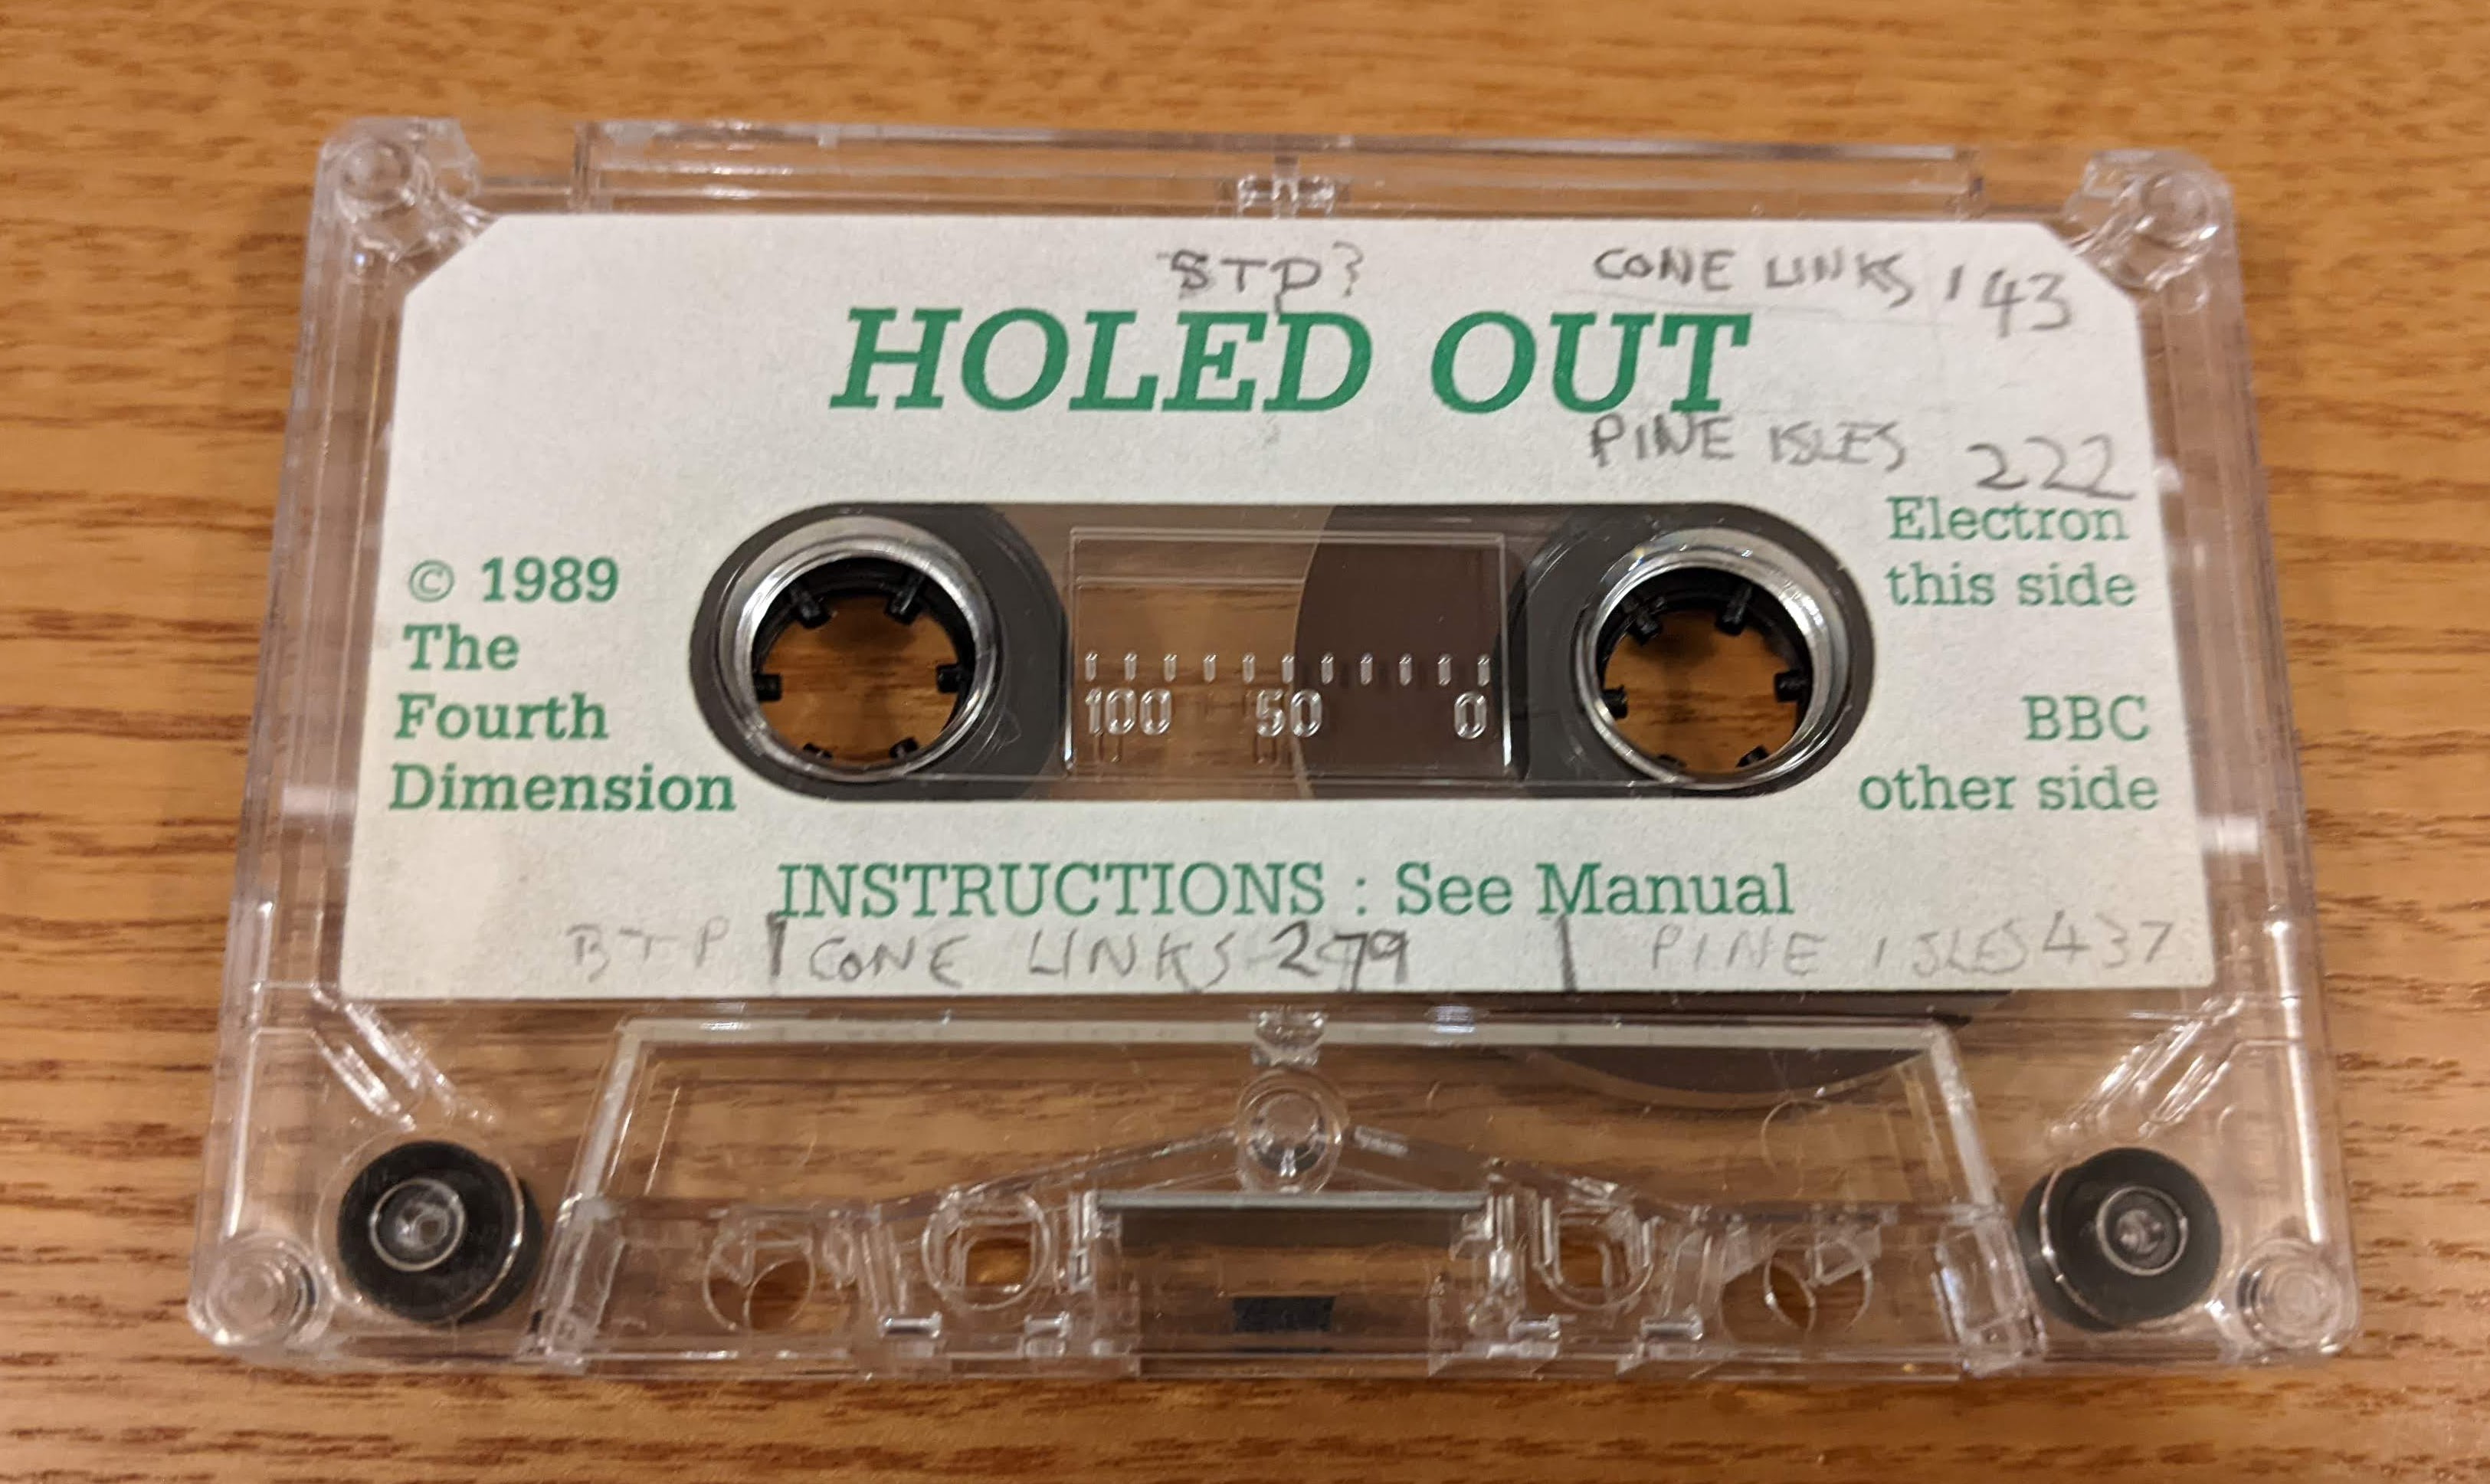 BTP?
CONE LINKS 143
HOLED OUT
PINE ISLES 222
Electron
this side
© 1989
The
Fourth
Dimension
100 50 0
BBC
other side
INSTRUCTIONS : See Manual
BTP | CONE LINKS 279 | PINE ISLES 437